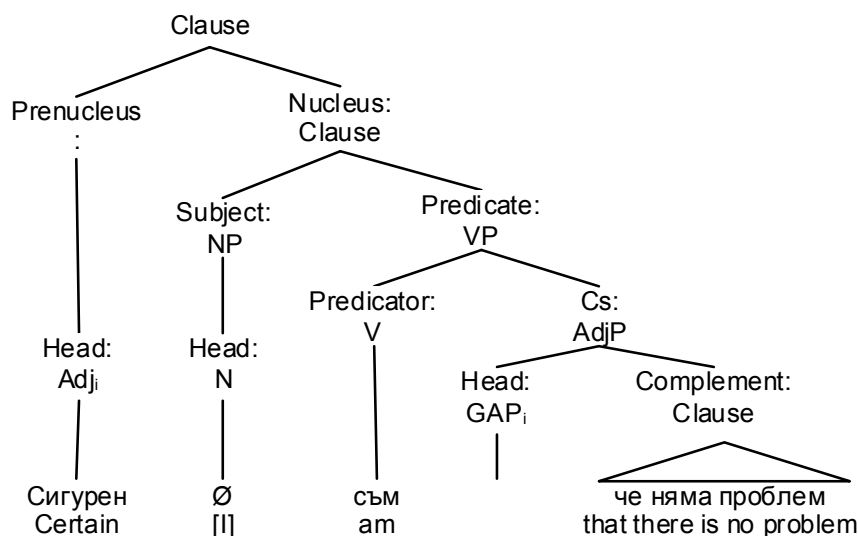 Clause
Prenucleus
:
Nucleus:
Clause
Subject:
NP
Predicate:
VP
Predicator:
V
Cs:
AdjP
Head:
Adjᵢ
Head:
N
Head:
GAPᵢ
Complement:
Clause
Сигурен Ø съм че няма проблем
Certain [I] am that there is no problem